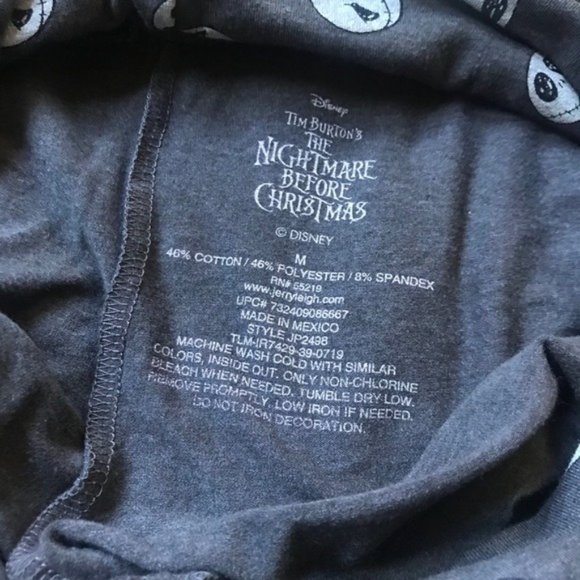 Disney
TIM BURTON'S
THE
NIGHTMARE
BEFORE
CHRISTMAS
© DISNEY
M
46% COTTON / 46% POLYESTER / 8% SPANDEX
RN# 55219
www.jerryleigh.com
UPC# 732409086667
MADE IN MEXICO
STYLE JP2498
TLM-IR7429-39-0719
MACHINE WASH COLD WITH SIMILAR
COLORS, INSIDE OUT. ONLY NON-CHLORINE
BLEACH WHEN NEEDED. TUMBLE DRY LOW.
REMOVE PROMPTLY. LOW IRON IF NEEDED.
DO NOT IRON DECORATION.